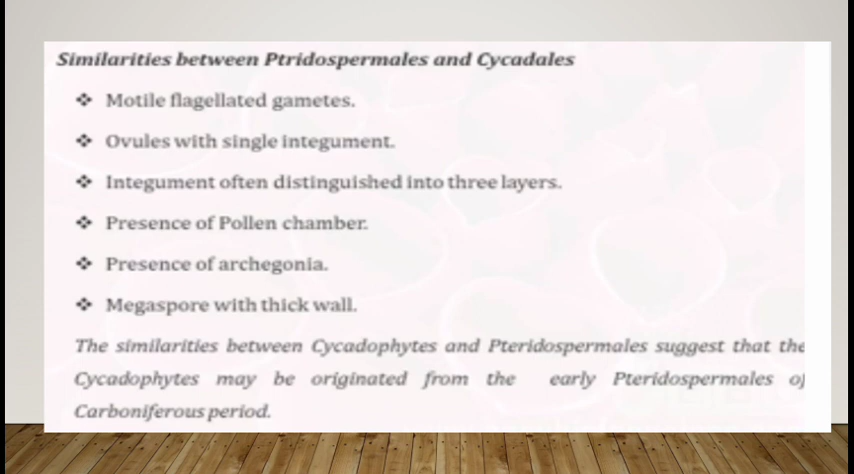 Similarities between Ptridospermales and Cycadales
❖ Motile flagellated gametes.
❖ Ovules with single integument.
❖ Integument often distinguished into three layers.
❖ Presence of Pollen chamber.
❖ Presence of archegonia.
❖ Megaspore with thick wall.
The similarities between Cycadophytes and Pteridospermales suggest that the
Cycadophytes may be originated from the early Pteridospermales of
Carboniferous period.